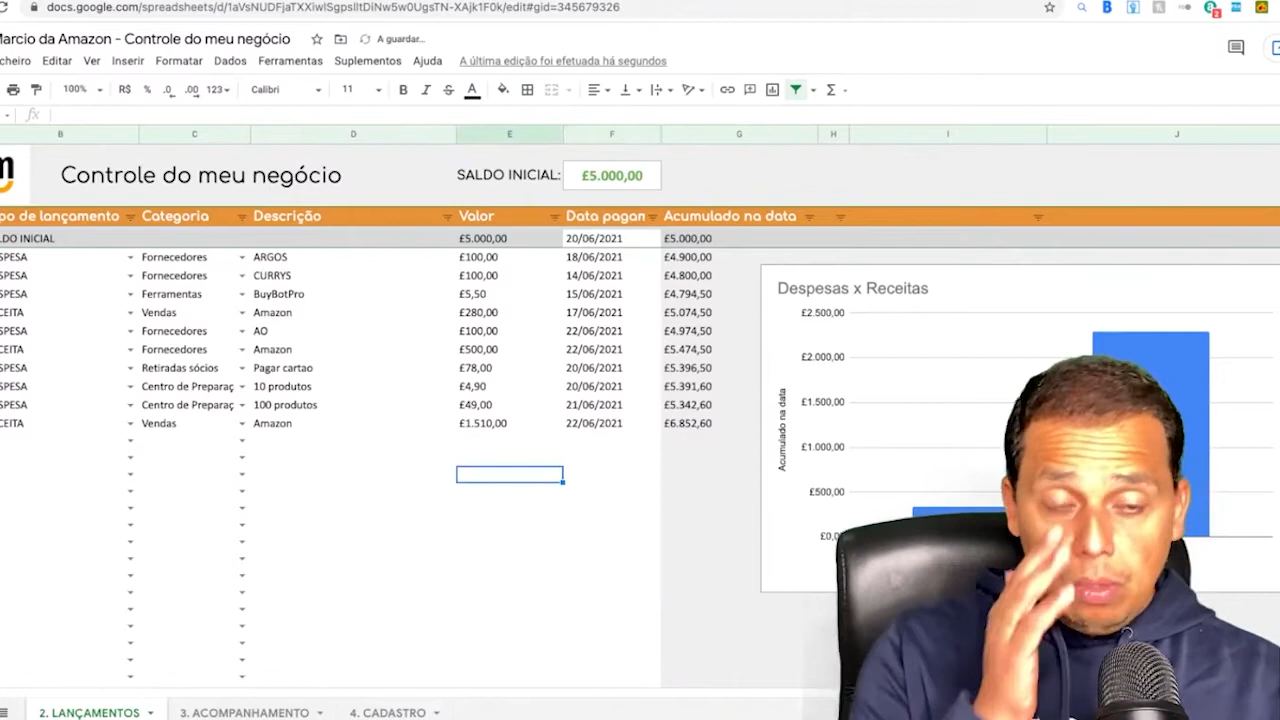 docs.google.com/spreadsheets/d/1aVsNUDFjaTXXiwISgpsIltDiNw5w0UgsTN-XAjk1F0k/edit#gid=345679326
Marcio da Amazon - Controle do meu negócio A guardar...
cheiro Editar Ver Inserir Formatar Dados Ferramentas Suplementos Ajuda A última edição foi efetuada há segundos
100% R$ % .0 .00 123 Calibri 11 B I S A Σ
fx
B C D E F G H I J
m Controle do meu negócio SALDO INICIAL: £5.000,00
po de lançamento Categoria Descrição Valor Data pagan Acumulado na data
LDO INICIAL £5.000,00 20/06/2021 £5.000,00
SPESA Fornecedores ARGOS £100,00 18/06/2021 £4.900,00
SPESA Fornecedores CURRYS £100,00 14/06/2021 £4.800,00
SPESA Ferramentas BuyBotPro £5,50 15/06/2021 £4.794,50
CEITA Vendas Amazon £280,00 17/06/2021 £5.074,50
SPESA Fornecedores AO £100,00 22/06/2021 £4.974,50
CEITA Fornecedores Amazon £500,00 22/06/2021 £5.474,50
SPESA Retiradas sócios Pagar cartao £78,00 20/06/2021 £5.396,50
SPESA Centro de Preparaç 10 produtos £4,90 20/06/2021 £5.391,60
SPESA Centro de Preparaç 100 produtos £49,00 21/06/2021 £5.342,60
CEITA Vendas Amazon £1.510,00 22/06/2021 £6.852,60
Despesas x Receitas
£2.500,00
£2.000,00
£1.500,00
£1.000,00
£500,00
£0,0
Acumulado na data
2. LANÇAMENTOS 3. ACOMPANHAMENTO 4. CADASTRO